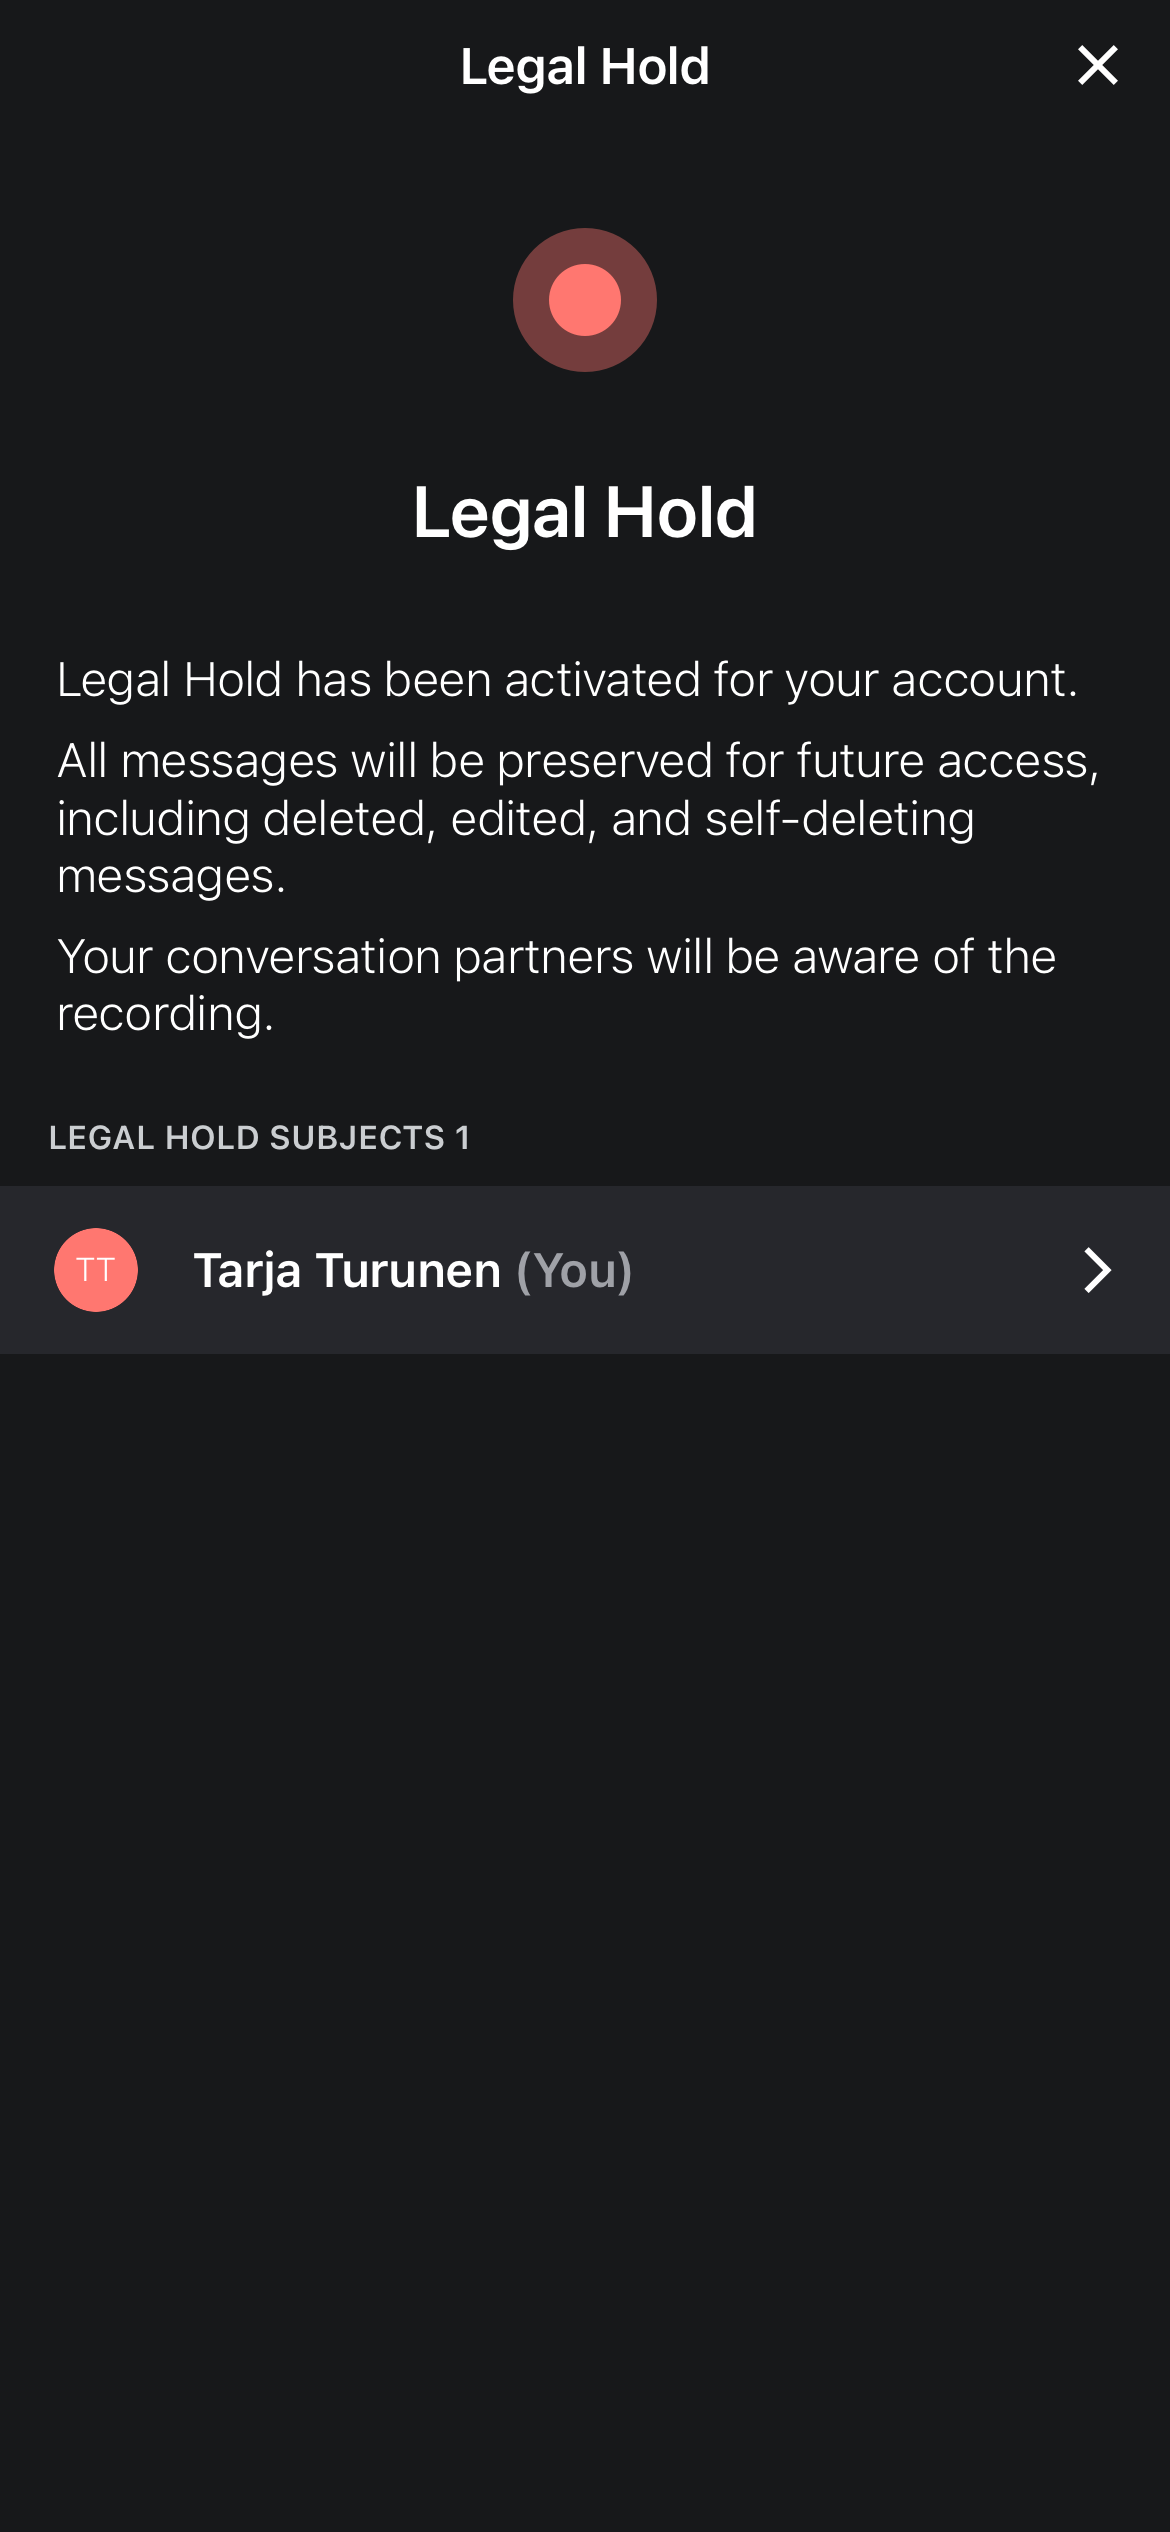 Legal Hold
Legal Hold
Legal Hold has been activated for your account.
All messages will be preserved for future access,
including deleted, edited, and self-deleting
messages.
Your conversation partners will be aware of the
recording.
LEGAL HOLD SUBJECTS 1
TT
Tarja Turunen (You)